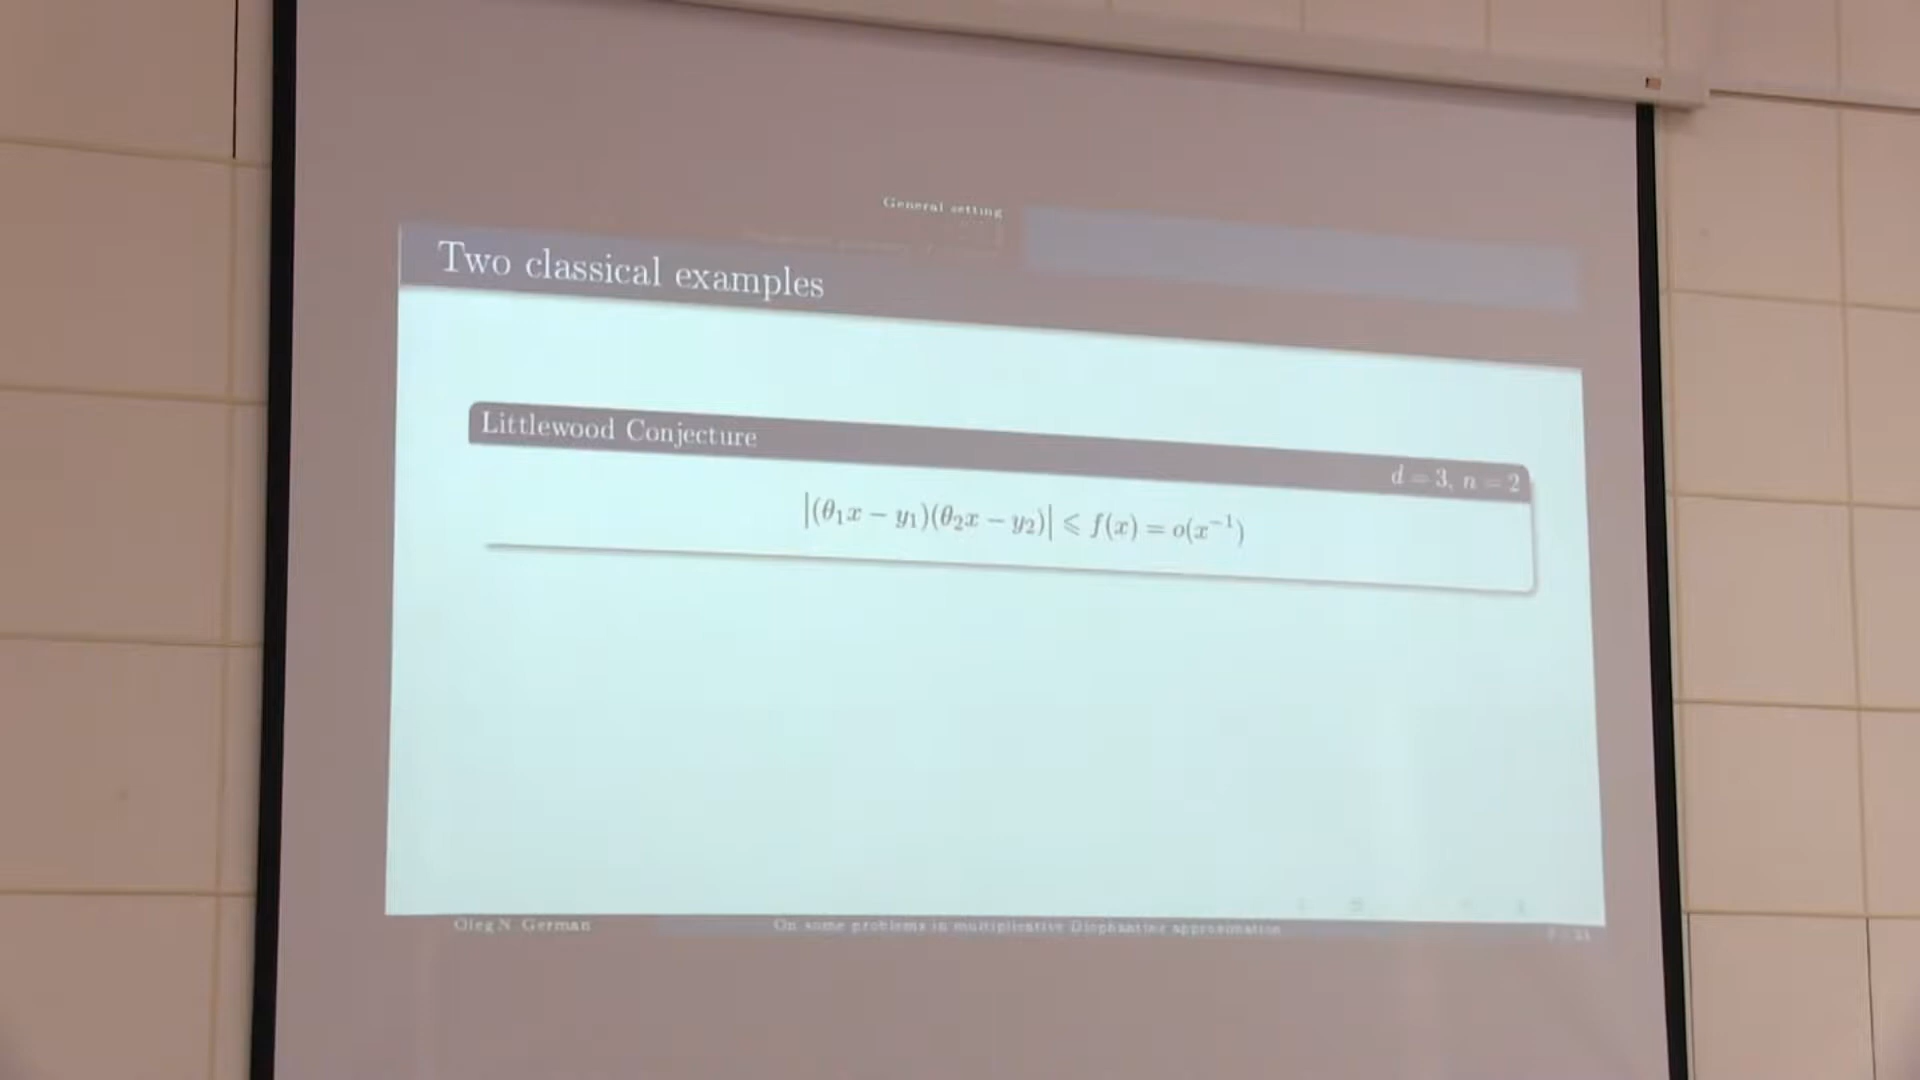 General setting
Two classical examples
Littlewood Conjecture
d = 3, n = 2
|(θ₁x − y₁)(θ₂x − y₂)| ⩽ f(x) = o(x⁻¹)
Oleg N. German On some problems in multiplicative Diophantine approximation